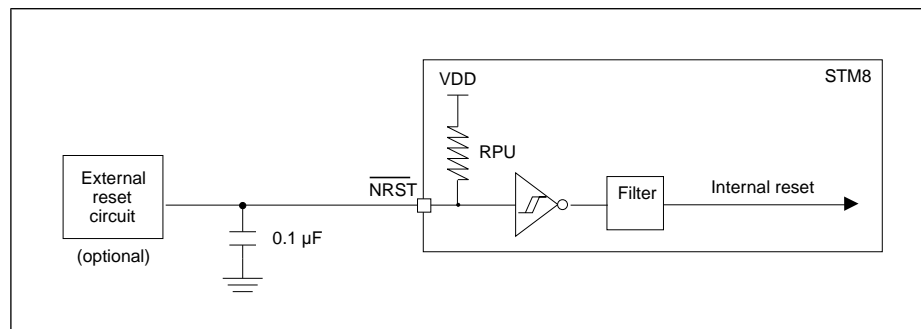 STM8
VDD
RPU
External
reset
circuit
(optional)
NRST
0.1 µF
Filter
Internal reset